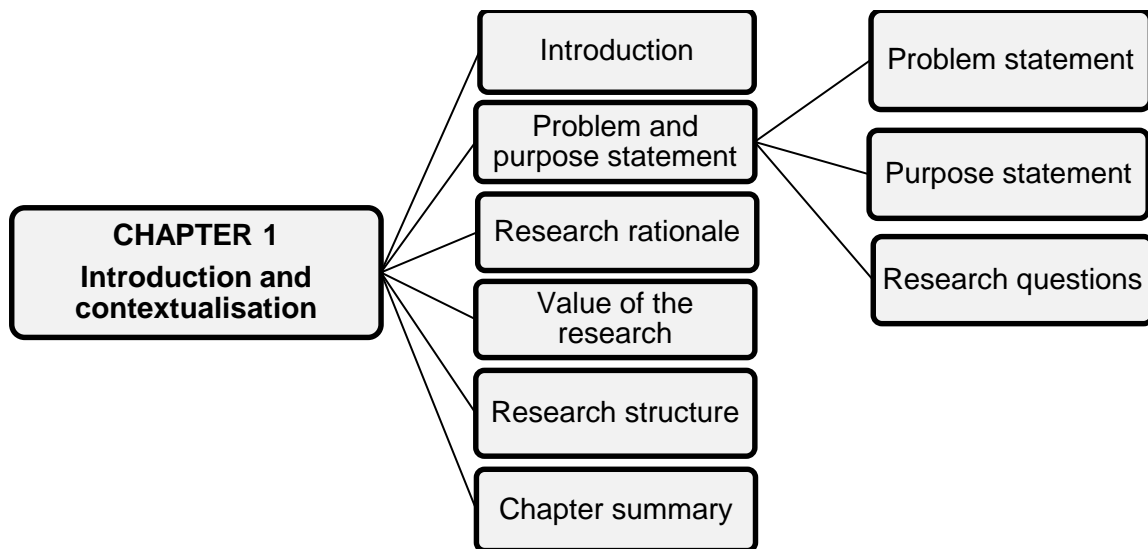 CHAPTER 1
Introduction and
contextualisation
Introduction
Problem and
purpose statement
Research rationale
Value of the
research
Research structure
Chapter summary
Problem statement
Purpose statement
Research questions